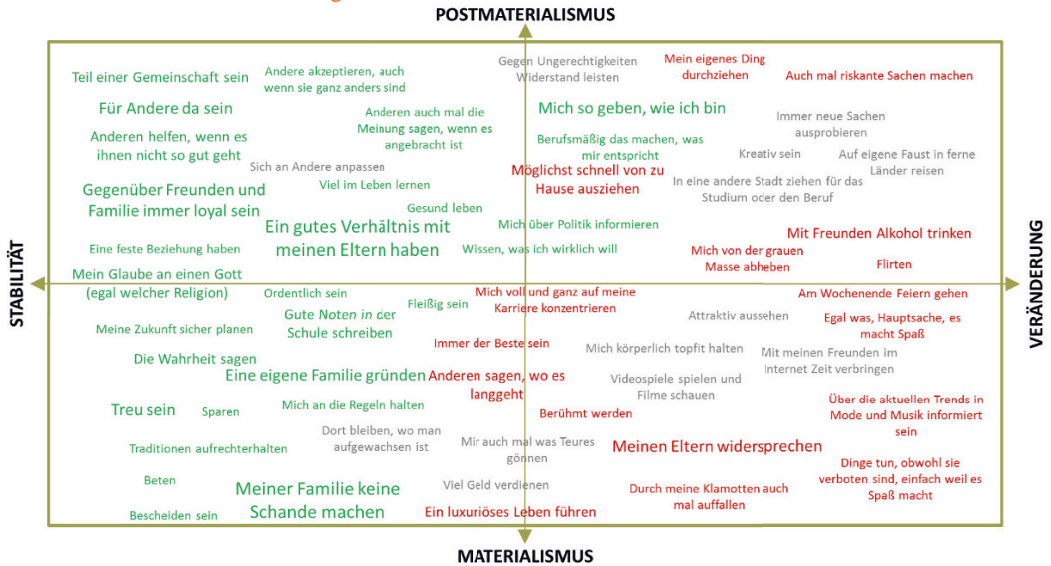 POSTMATERIALISMUS
Teil einer Gemeinschaft sein
Andere akzeptieren, auch
wenn sie ganz anders sind
Gegen Ungerechtigkeiten
Widerstand leisten
Mein eigenes Ding
durchziehen
Auch mal riskante Sachen machen
Für Andere da sein
Anderen auch mal die
Meinung sagen, wenn es
angebracht ist
Mich so geben, wie ich bin
Immer neue Sachen
ausprobieren
Anderen helfen, wenn es
ihnen nicht so gut geht
Berufsmäßig das machen, was
mir entspricht
Kreativ sein
Auf eigene Faust in ferne
Länder reisen
Sich an Andere anpassen
Möglichst schnell von zu
Hause ausziehen
In eine andere Stadt ziehen für das
Studium oder den Beruf
Gegenüber Freunden und
Familie immer loyal sein
Viel im Leben lernen
Gesund leben
Ein gutes Verhältnis mit
meinen Eltern haben
Mich über Politik informieren
Mit Freunden Alkohol trinken
Eine feste Beziehung haben
Wissen, was ich wirklich will
Mich von der grauen
Masse abheben
Flirten
STABILITÄT
VERÄNDERUNG
Mein Glaube an einen Gott
(egal welcher Religion)
Ordentlich sein
Fleißig sein
Mich voll und ganz auf meine
Karriere konzentrieren
Am Wochenende Feiern gehen
Meine Zukunft sicher planen
Gute Noten in der
Schule schreiben
Attraktiv aussehen
Egal was, Hauptsache, es
macht Spaß
Die Wahrheit sagen
Immer der Beste sein
Mich körperlich topfit halten
Mit meinen Freunden im
Internet Zeit verbringen
Eine eigene Familie gründen
Anderen sagen, wo es
langgeht
Videospiele spielen und
Filme schauen
Treu sein
Sparen
Mich an die Regeln halten
Berühmt werden
Über die aktuellen Trends in
Mode und Musik informiert
sein
Traditionen aufrechterhalten
Dort bleiben, wo man
aufgewachsen ist
Mir auch mal was Teures
gönnen
Meinen Eltern widersprechen
Beten
Meiner Familie keine
Schande machen
Viel Geld verdienen
Durch meine Klamotten auch
mal auffallen
Dinge tun, obwohl sie
verboten sind, einfach weil es
Spaß macht
Bescheiden sein
Ein luxuriöses Leben führen
MATERIALISMUS